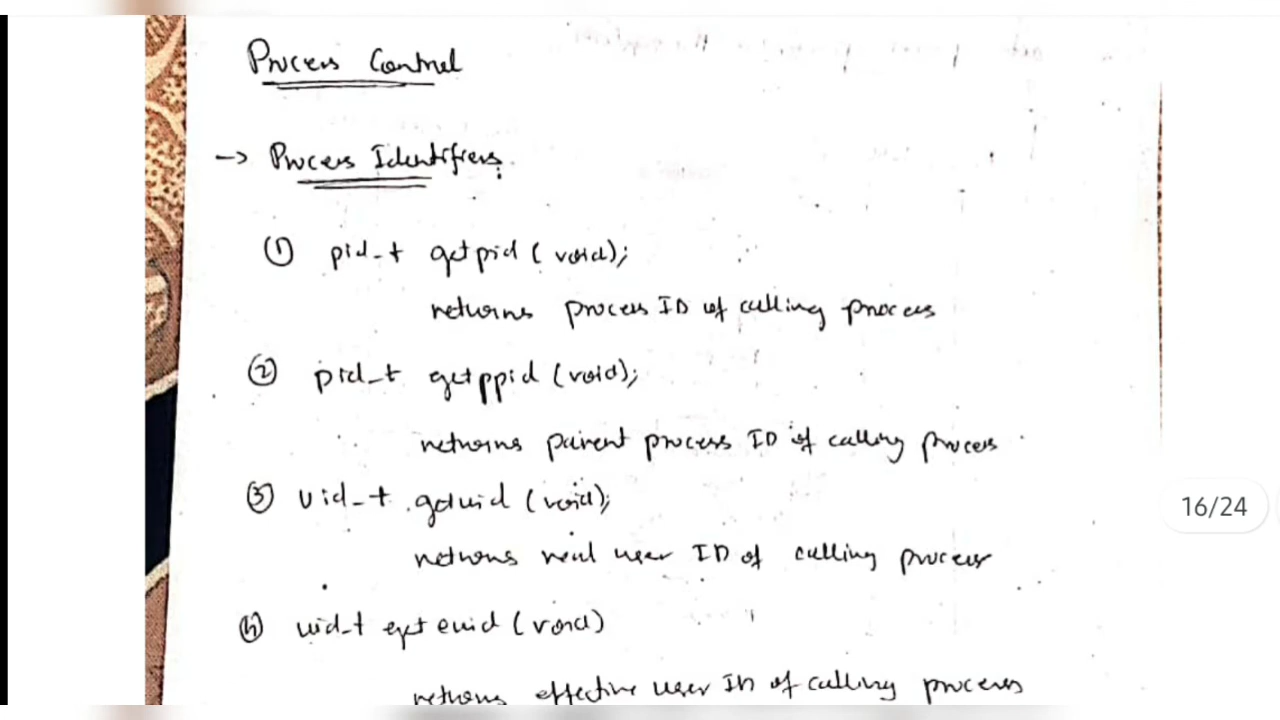 Process Control
-> Process Identifiers:
① pid_t getpid (void);
returns process ID of calling process
② pid_t getppid (void);
returns parent process ID of calling process
③ uid_t getuid (void);
returns real user ID of calling process
④ uid_t geteuid (void)
returns effective user ID of calling process
16/24